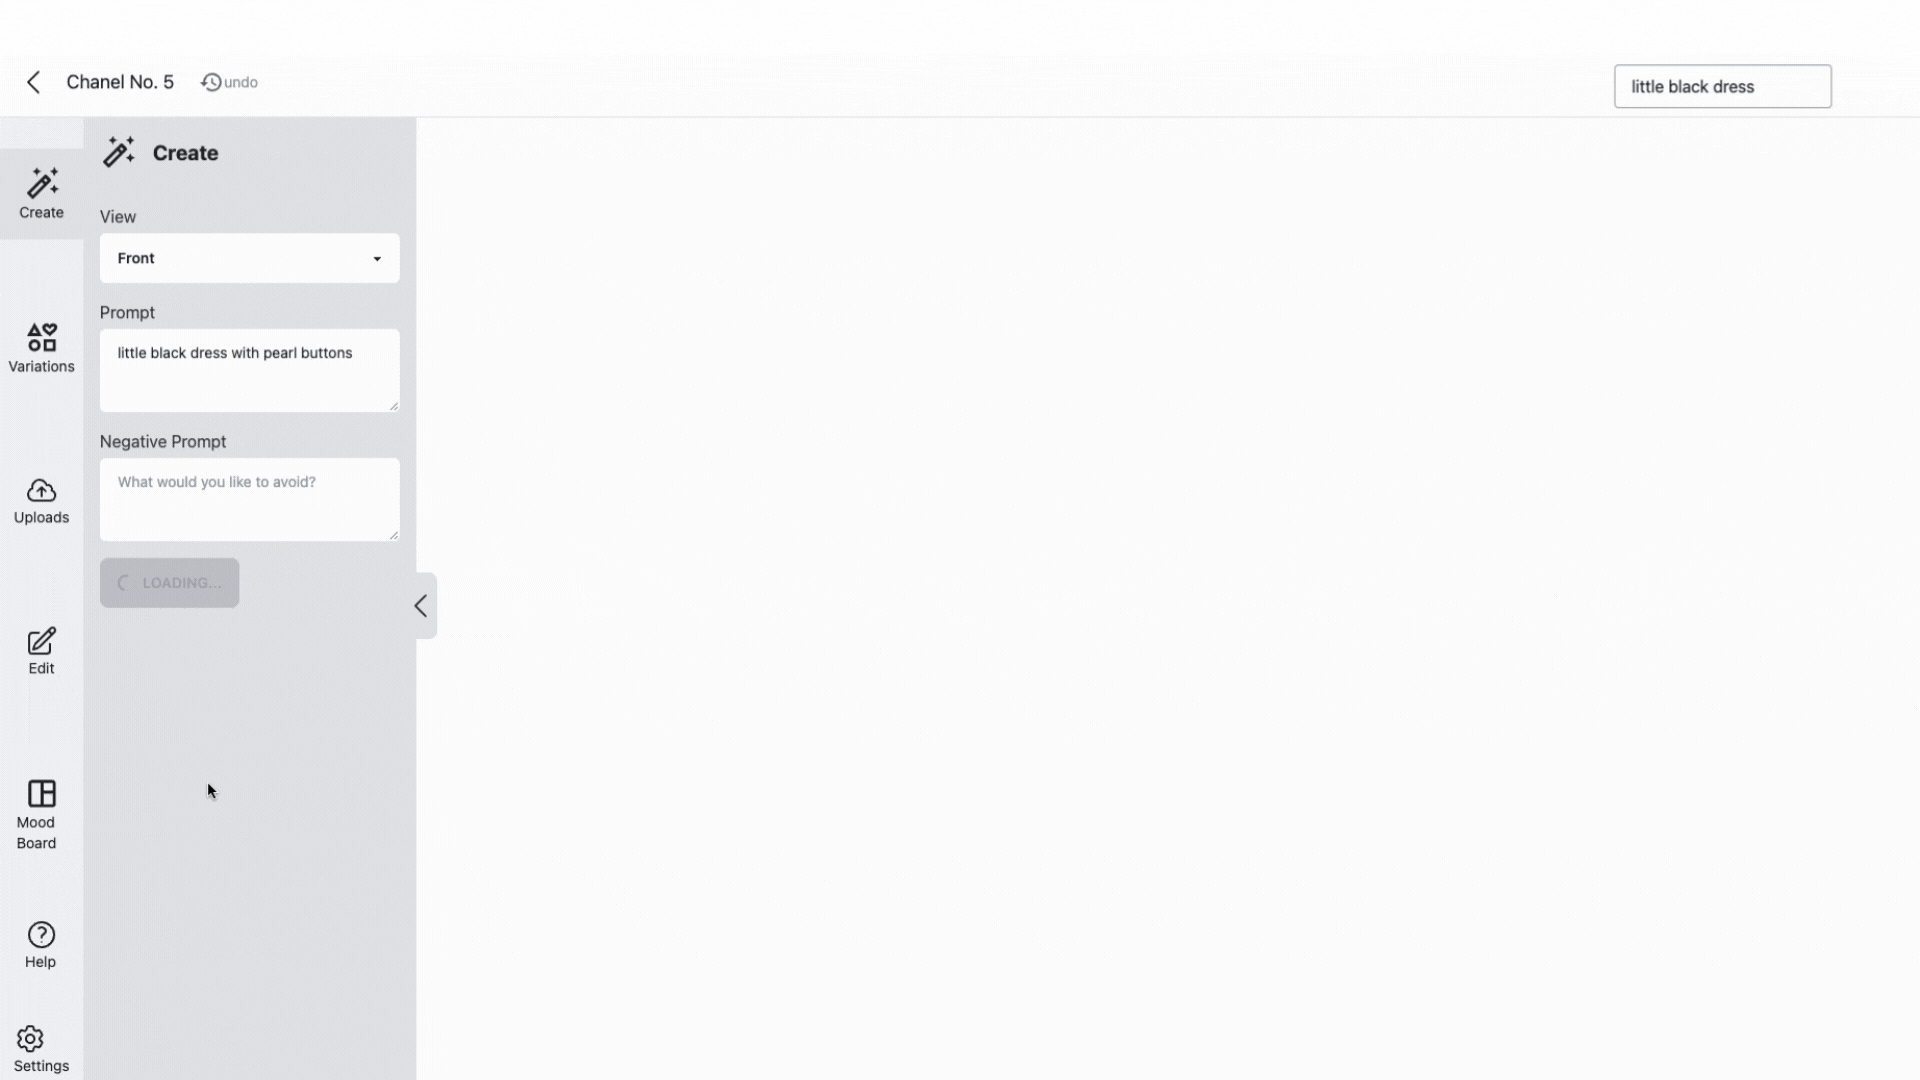 Chanel No. 5
undo
little black dress
Create
Create
View
Front
Prompt
little black dress with pearl buttons
Negative Prompt
What would you like to avoid?
LOADING...
Variations
Uploads
Edit
Mood
Board
Help
Settings